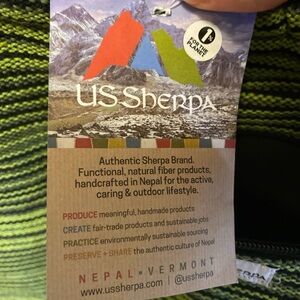 FOR THE
PLANET
US SHERPA
Authentic Sherpa Brand.
Functional, natural fiber products,
handcrafted in Nepal for the active,
caring & outdoor lifestyle.
PRODUCE meaningful, handmade products
CREATE fair-trade products and sustainable jobs
PRACTICE environmentally sustainable sourcing
PRESERVE + SHARE the authentic culture of Nepal
NEPAL • VERMONT
www.ussherpa.com | @ussherpa